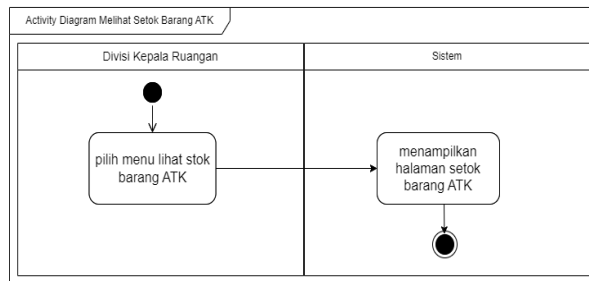 Activity Diagram Melihat Setok Barang ATK
Divisi Kepala Ruangan
Sistem
pilih menu lihat stok
barang ATK
menampilkan
halaman setok
barang ATK